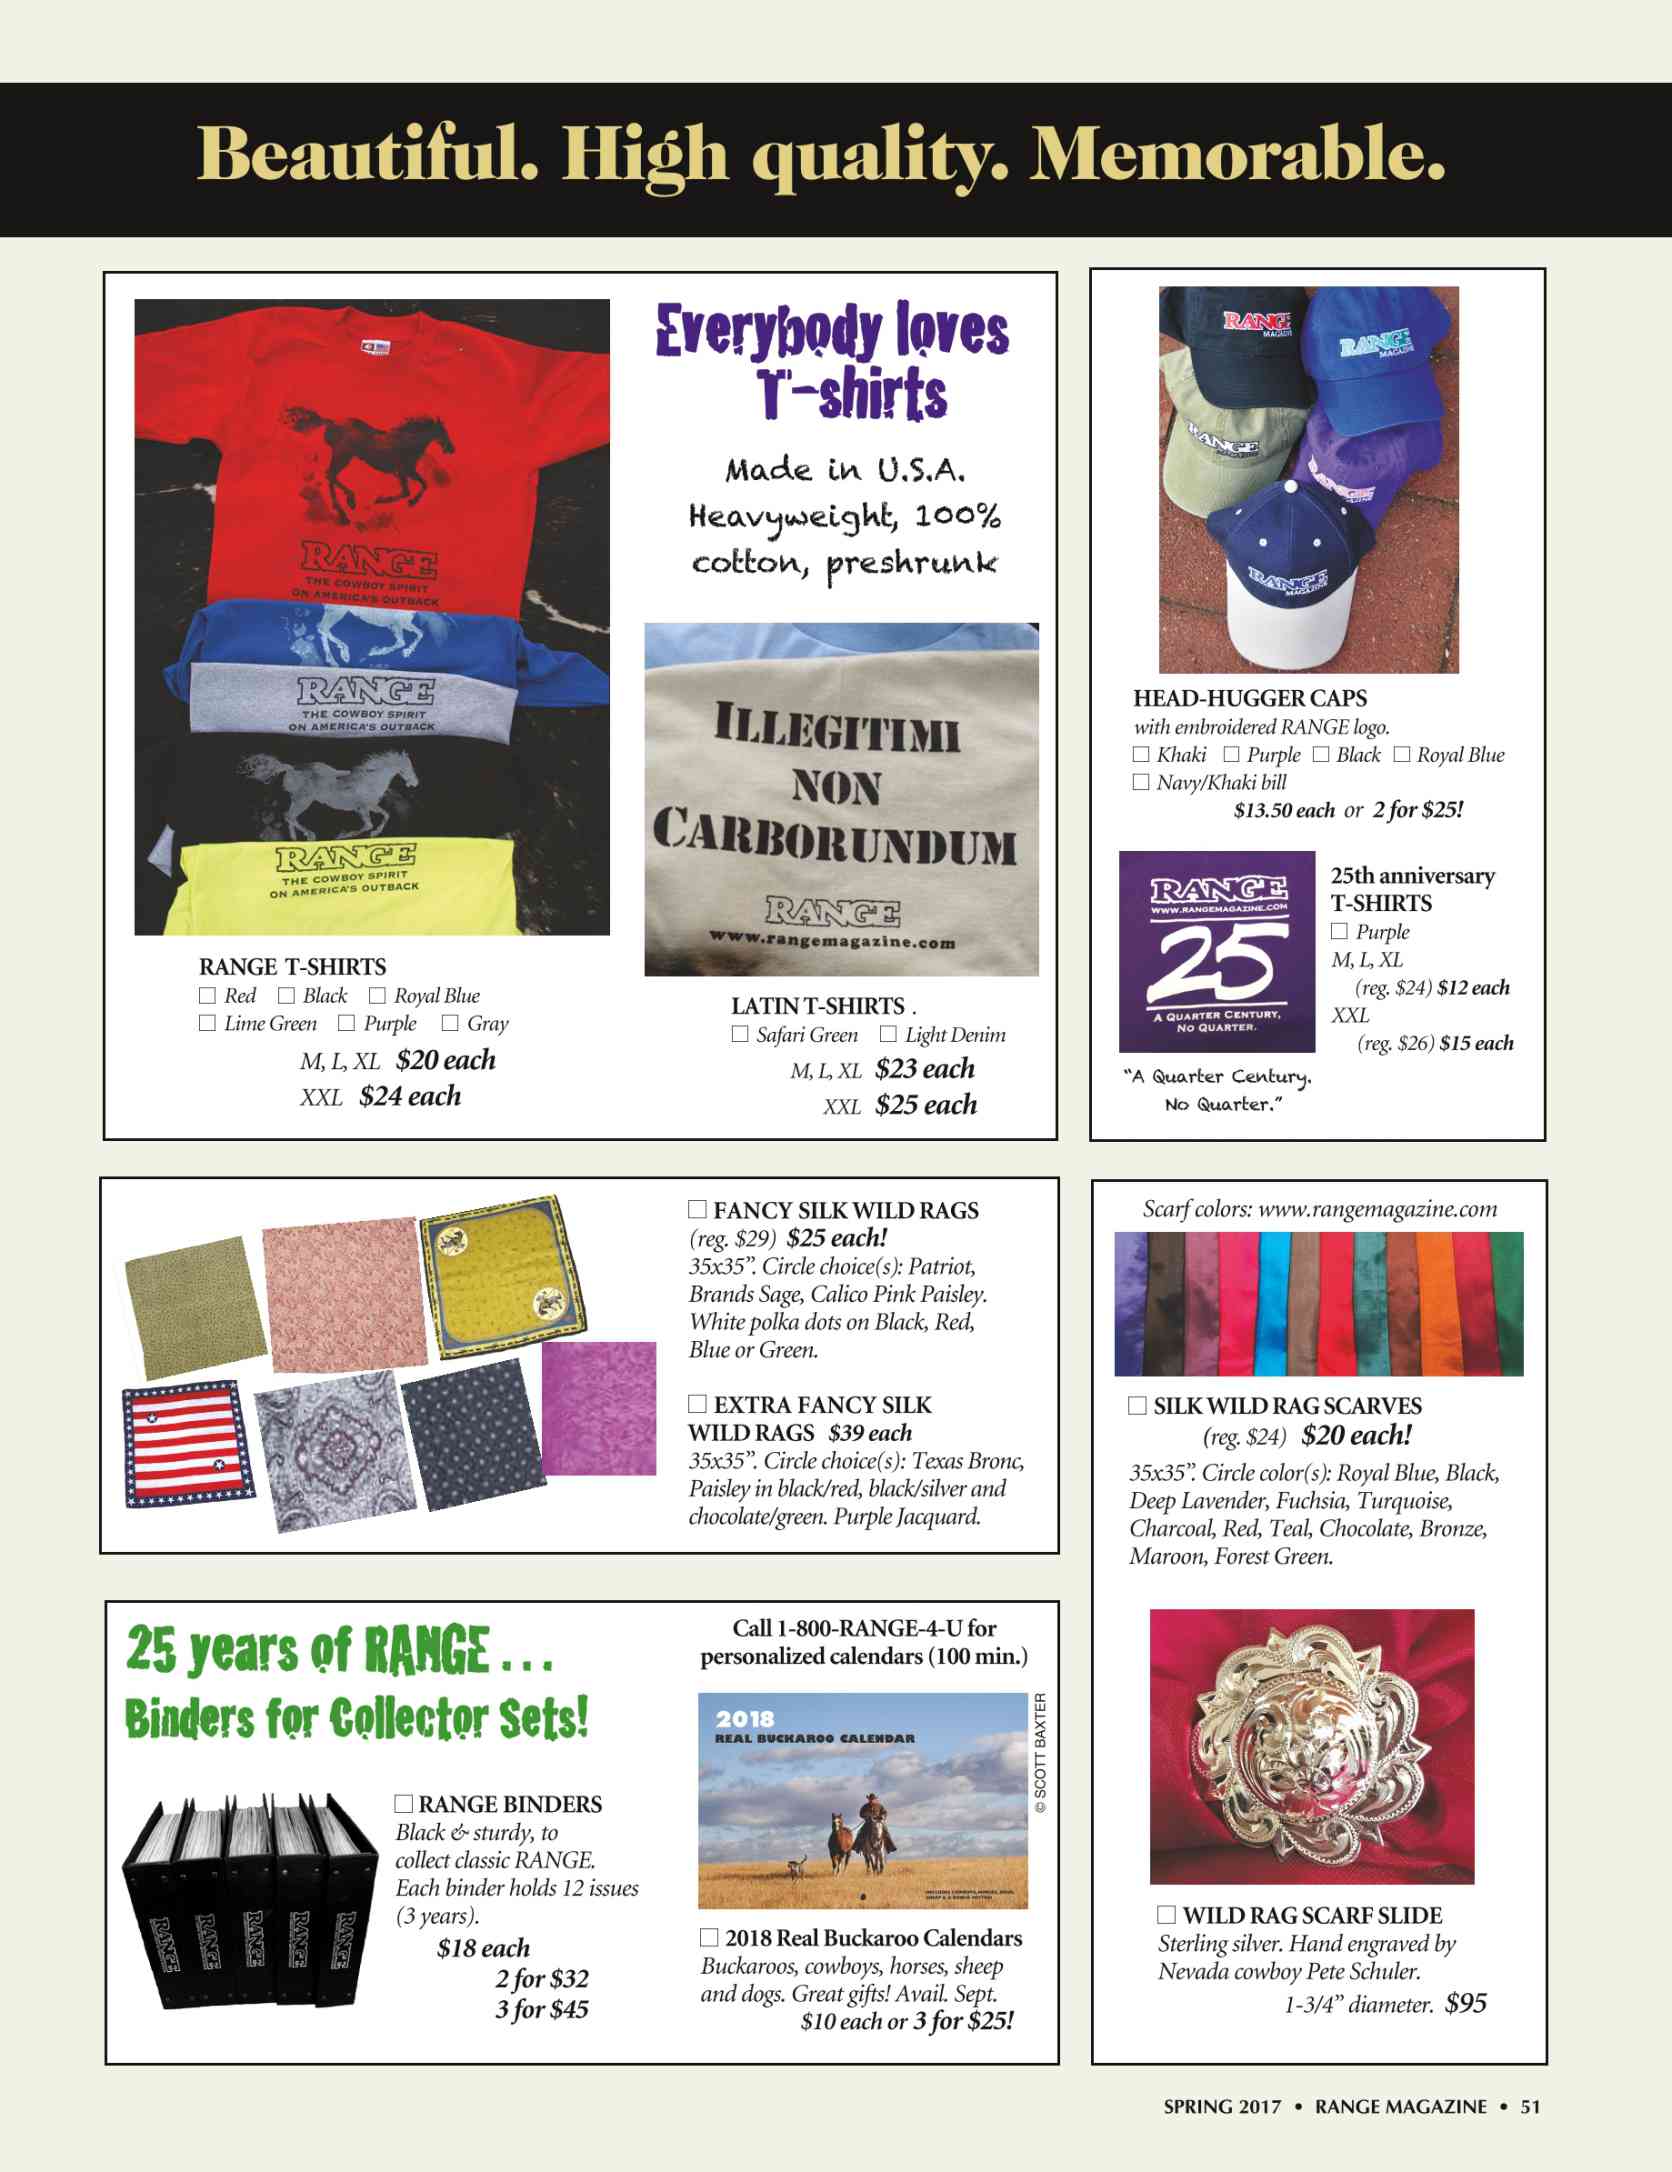 Beautiful. High quality. Memorable.
RANGE
THE COWBOY SPIRIT
ON AMERICA'S OUTBACK
RANGE
THE COWBOY SPIRIT
ON AMERICA'S OUTBACK
RANGE
THE COWBOY SPIRIT
ON AMERICA'S OUTBACK
RANGE T-SHIRTS
Red Black Royal Blue
Lime Green Purple Gray
M, L, XL $20 each
XXL $24 each
Everybody loves
T-shirts
Made in U.S.A.
Heavyweight, 100%
cotton, preshrunk
ILLEGITIMI
NON
CARBORUNDUM
RANGE
www.rangemagazine.com
LATIN T-SHIRTS .
Safari Green Light Denim
M, L, XL $23 each
XXL $25 each
RANGE
MAGAZINE
RANGE
MAGAZINE
RANGE
RANGE
RANGE
MAGAZINE
HEAD-HUGGER CAPS
with embroidered RANGE logo.
Khaki Purple Black Royal Blue
Navy/Khaki bill
$13.50 each or 2 for $25!
RANGE
WWW.RANGEMAGAZINE.COM
25
A QUARTER CENTURY,
NO QUARTER.
"A Quarter Century.
No Quarter."
25th anniversary
T-SHIRTS
Purple
M, L, XL
(reg. $24) $12 each
XXL
(reg. $26) $15 each
FANCY SILK WILD RAGS
(reg. $29) $25 each!
35x35”. Circle choice(s): Patriot,
Brands Sage, Calico Pink Paisley.
White polka dots on Black, Red,
Blue or Green.
EXTRA FANCY SILK
WILD RAGS $39 each
35x35”. Circle choice(s): Texas Bronc,
Paisley in black/red, black/silver and
chocolate/green. Purple Jacquard.
Scarf colors: www.rangemagazine.com
SILK WILD RAG SCARVES
(reg. $24) $20 each!
35x35”. Circle color(s): Royal Blue, Black,
Deep Lavender, Fuchsia, Turquoise,
Charcoal, Red, Teal, Chocolate, Bronze,
Maroon, Forest Green.
WILD RAG SCARF SLIDE
Sterling silver. Hand engraved by
Nevada cowboy Pete Schuler.
1-3/4” diameter. $95
25 years of RANGE . . .
Binders for Collector Sets!
RANGE
RANGE
RANGE
RANGE
RANGE
RANGE BINDERS
Black & sturdy, to
collect classic RANGE.
Each binder holds 12 issues
(3 years).
$18 each
2 for $32
3 for $45
Call 1-800-RANGE-4-U for
personalized calendars (100 min.)
2018
REAL BUCKAROO CALENDAR
© SCOTT BAXTER
2018 Real Buckaroo Calendars
Buckaroos, cowboys, horses, sheep
and dogs. Great gifts! Avail. Sept.
$10 each or 3 for $25!
SPRING 2017 • RANGE MAGAZINE • 51